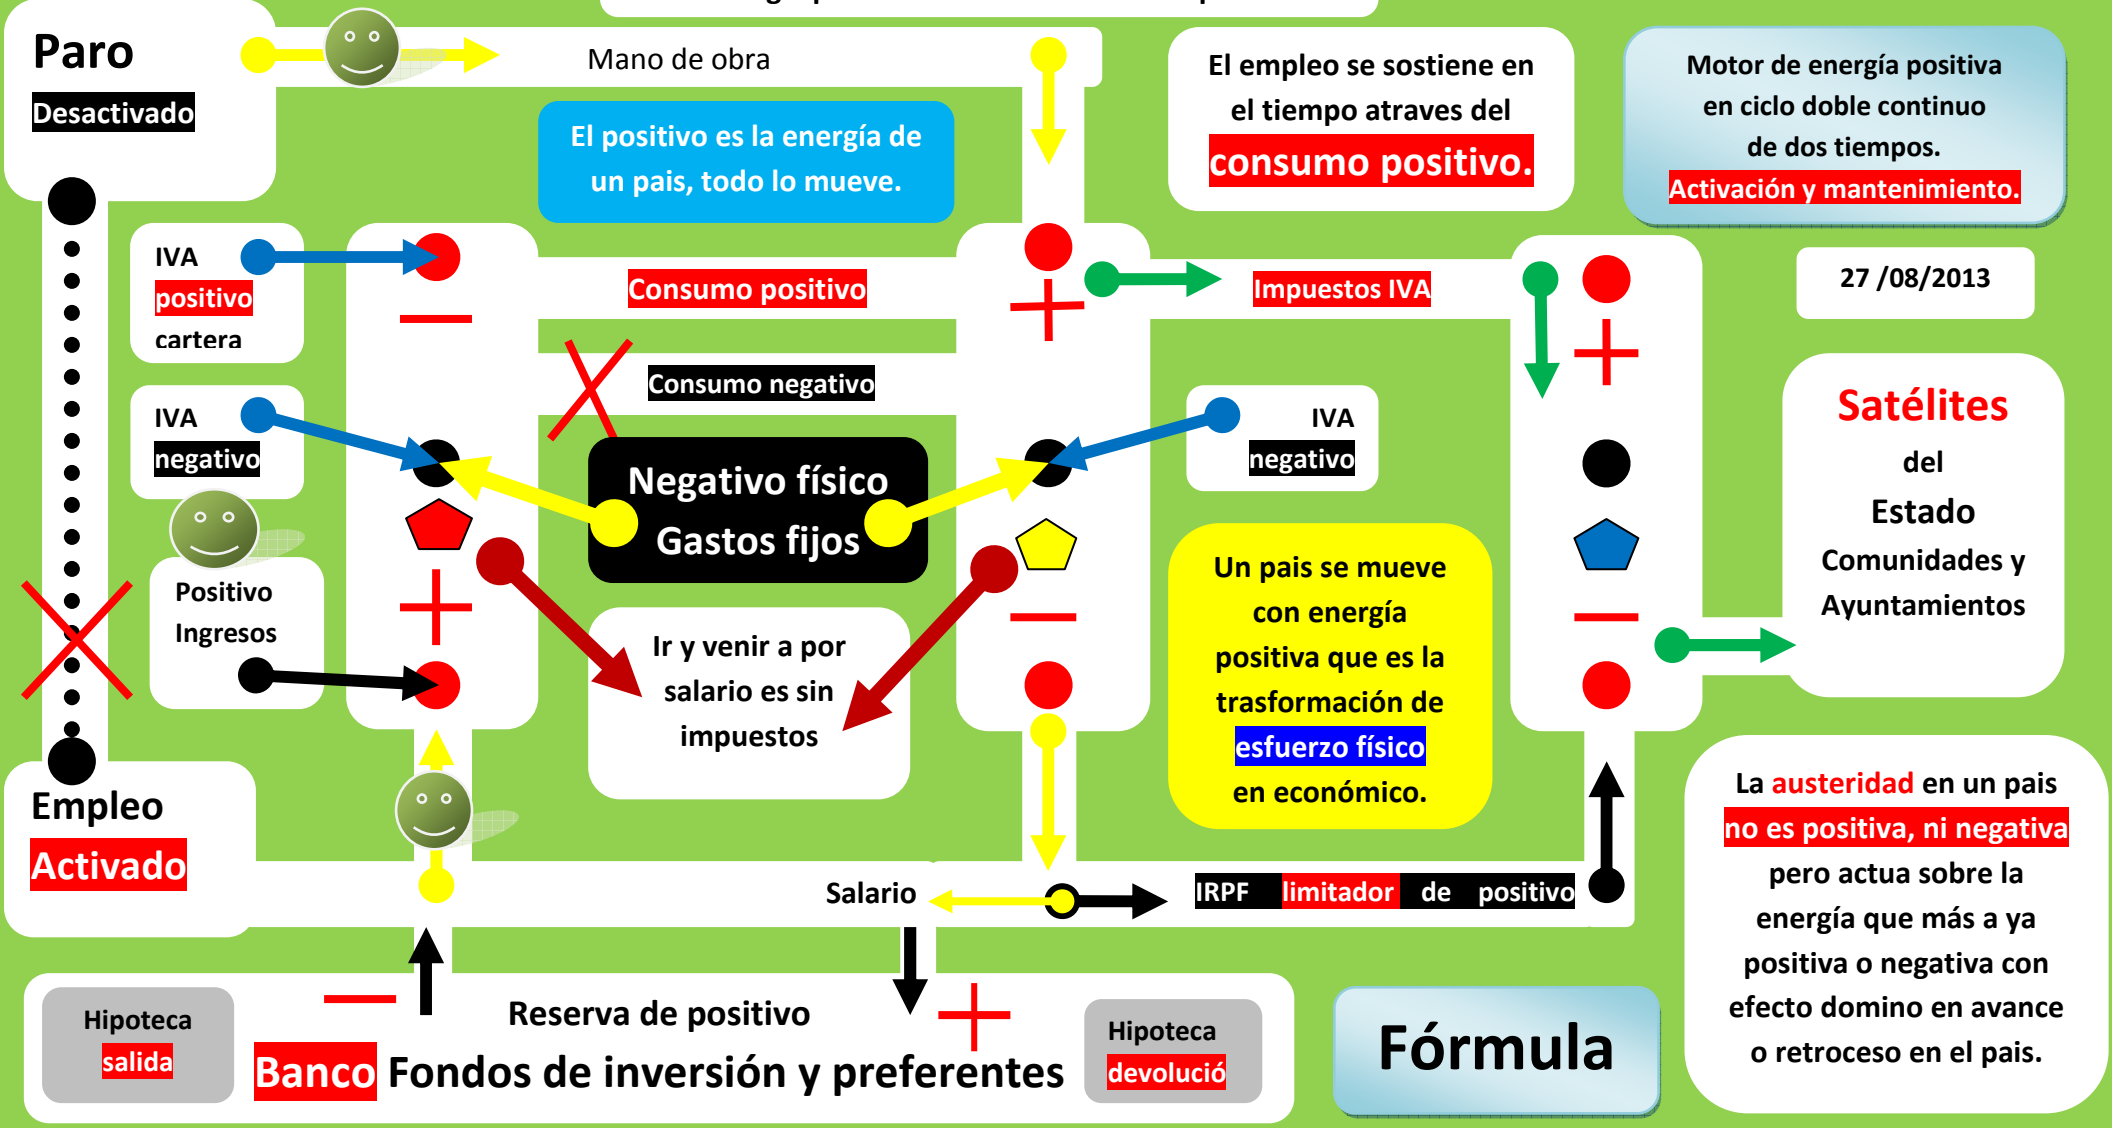 Paro
Desactivado
Mano de obra
El positivo es la energía de
un pais, todo lo mueve.
El empleo se sostiene en
el tiempo atraves del
consumo positivo.
Motor de energía positiva
en ciclo doble continuo
de dos tiempos.
Activación y mantenimiento.
27 /08/2013
IVA
positivo
cartera
Consumo positivo
Impuestos IVA
Consumo negativo
IVA
negativo
Negativo físico
Gastos fijos
IVA
negativo
Satélites
del
Estado
Comunidades y
Ayuntamientos
Positivo
Ingresos
Ir y venir a por
salario es sin
impuestos
Un pais se mueve
con energía
positiva que es la
trasformación de
esfuerzo físico
en económico.
Empleo
Activado
Salario
IRPF limitador de positivo
La austeridad en un pais
no es positiva, ni negativa
pero actua sobre la
energía que más a ya
positiva o negativa con
efecto domino en avance
o retroceso en el pais.
Hipoteca
salida
Reserva de positivo
Banco Fondos de inversión y preferentes
Hipoteca
devolució
Fórmula